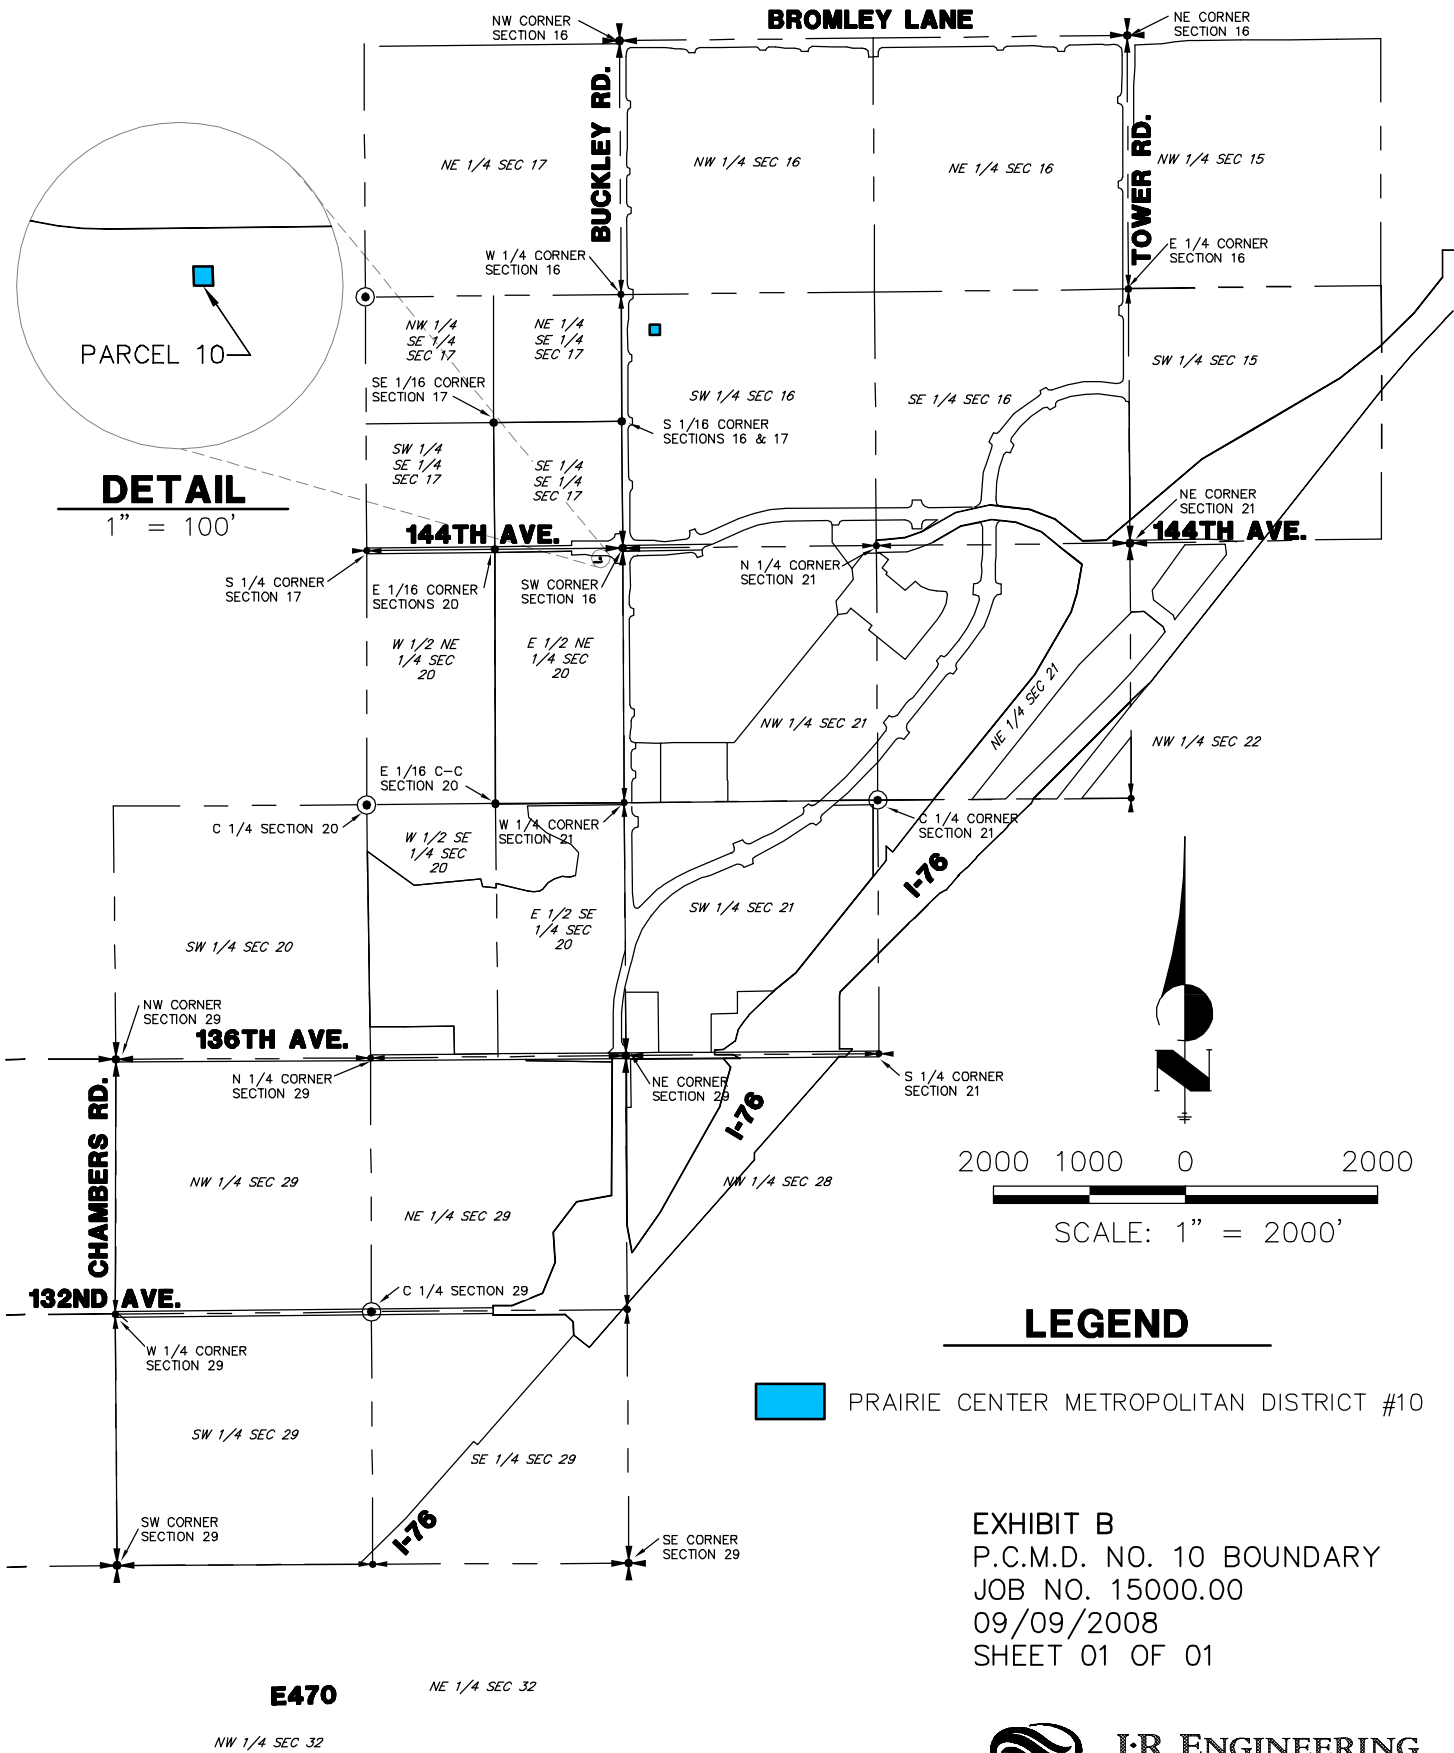 BROMLEY LANE
NW CORNER
SECTION 16
NE CORNER
SECTION 16
BUCKLEY RD.
TOWER RD.
NE 1/4 SEC 17
NW 1/4 SEC 16
NE 1/4 SEC 16
NW 1/4 SEC 15
W 1/4 CORNER
SECTION 16
E 1/4 CORNER
SECTION 16
PARCEL 10
DETAIL
1" = 100'
NW 1/4
SE 1/4
SEC 17
NE 1/4
SE 1/4
SEC 17
SE 1/16 CORNER
SECTION 17
SW 1/4 SEC 16
SE 1/4 SEC 16
SW 1/4 SEC 15
S 1/16 CORNER
SECTIONS 16 & 17
SW 1/4
SE 1/4
SEC 17
SE 1/4
SE 1/4
SEC 17
NE CORNER
SECTION 21
144TH AVE.
144TH AVE.
S 1/4 CORNER
SECTION 17
E 1/16 CORNER
SECTIONS 20
SW CORNER
SECTION 16
N 1/4 CORNER
SECTION 21
W 1/2 NE
1/4 SEC
20
E 1/2 NE
1/4 SEC
20
NW 1/4 SEC 21
NE 1/4 SEC 21
NW 1/4 SEC 22
E 1/16 C-C
SECTION 20
C 1/4 SECTION 20
W 1/4 CORNER
SECTION 21
C 1/4 CORNER
SECTION 21
W 1/2 SE
1/4 SEC
20
I-76
E 1/2 SE
1/4 SEC
20
SW 1/4 SEC 21
SW 1/4 SEC 20
NW CORNER
SECTION 29
136TH AVE.
N 1/4 CORNER
SECTION 29
NE CORNER
SECTION 29
S 1/4 CORNER
SECTION 21
N
CHAMBERS RD.
I-76
NW 1/4 SEC 29
NE 1/4 SEC 29
NW 1/4 SEC 28
2000 1000 0 2000
SCALE: 1" = 2000'
C 1/4 SECTION 29
132ND AVE.
W 1/4 CORNER
SECTION 29
LEGEND
PRAIRIE CENTER METROPOLITAN DISTRICT #10
SW 1/4 SEC 29
SE 1/4 SEC 29
I-76
SW CORNER
SECTION 29
SE CORNER
SECTION 29
EXHIBIT B
P.C.M.D. NO. 10 BOUNDARY
JOB NO. 15000.00
09/09/2008
SHEET 01 OF 01
E470
NE 1/4 SEC 32
NW 1/4 SEC 32
J·R ENGINEERING